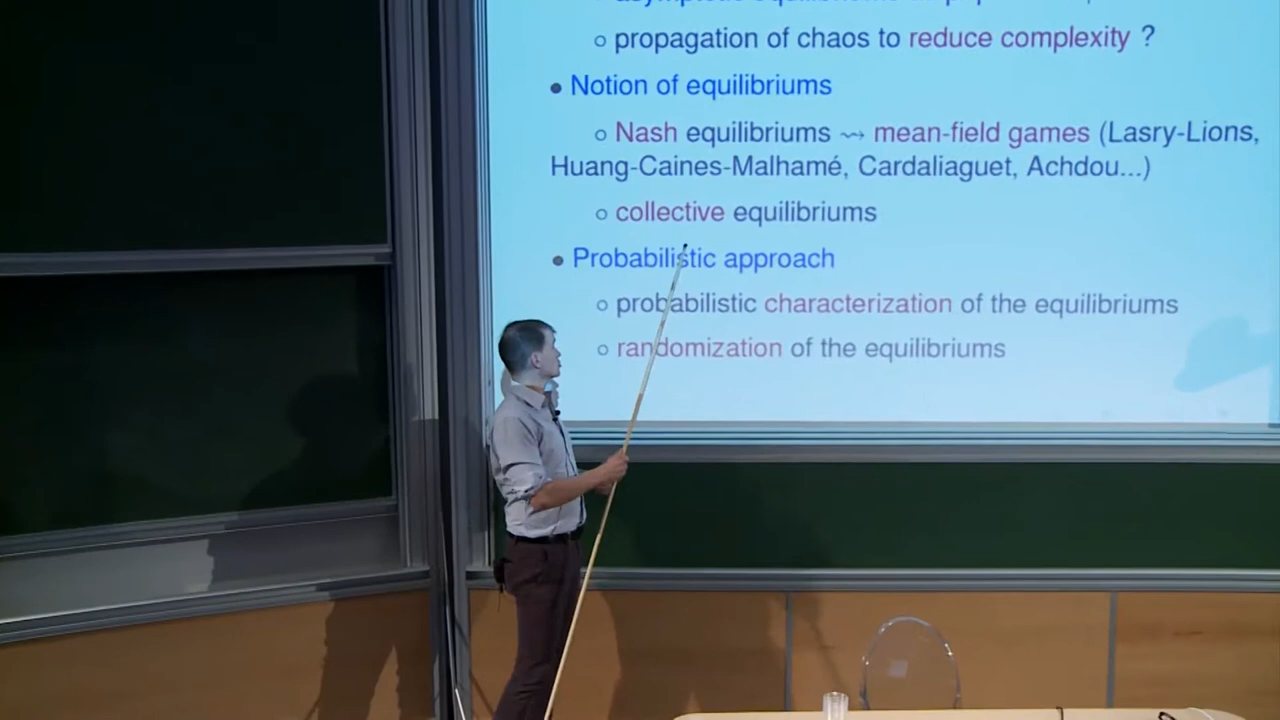 ◦ propagation of chaos to reduce complexity ?
• Notion of equilibriums
◦ Nash equilibriums ⇝ mean-field games (Lasry-Lions,
Huang-Caines-Malhamé, Cardaliaguet, Achdou...)
◦ collective equilibriums
• Probabilistic approach
◦ probabilistic characterization of the equilibriums
◦ randomization of the equilibriums